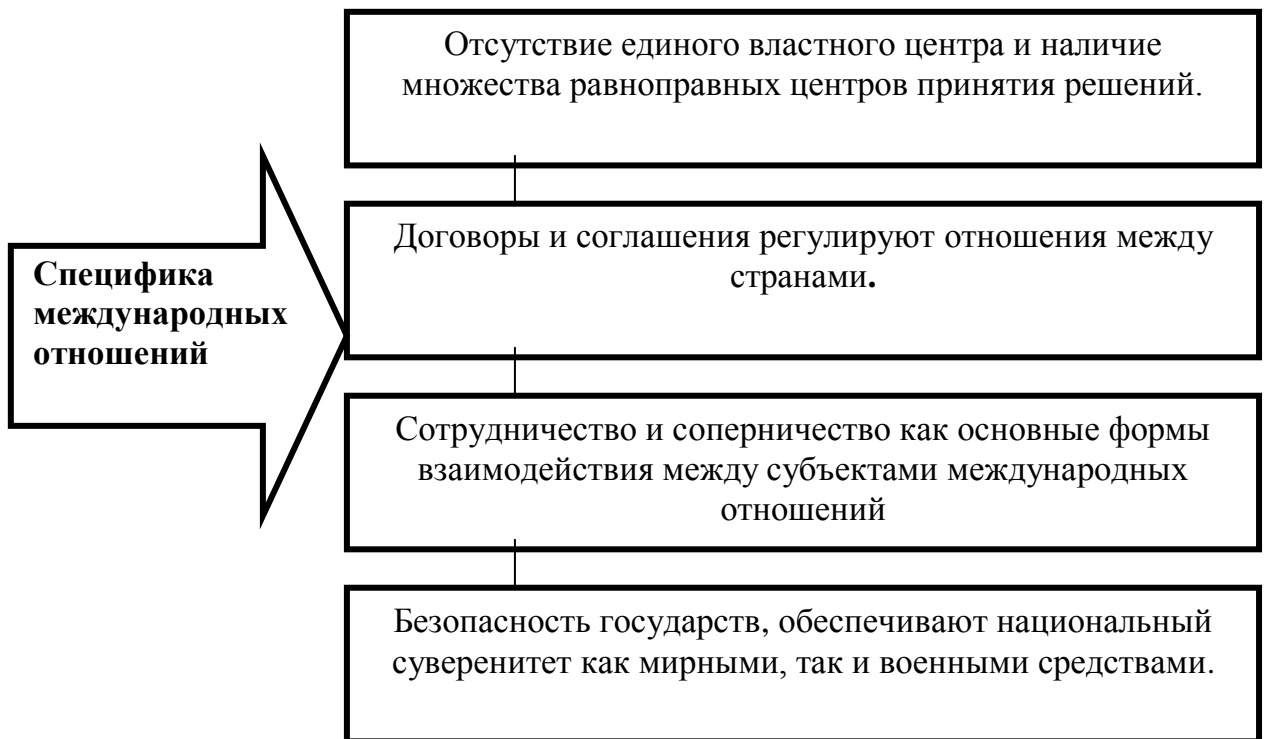 Отсутствие единого властного центра и наличие
множества равноправных центров принятия решений.
Договоры и соглашения регулируют отношения между
странами.
Специфика
международных
отношений
Сотрудничество и соперничество как основные формы
взаимодействия между субъектами международных
отношений
Безопасность государств, обеспечивают национальный
суверенитет как мирными, так и военными средствами.